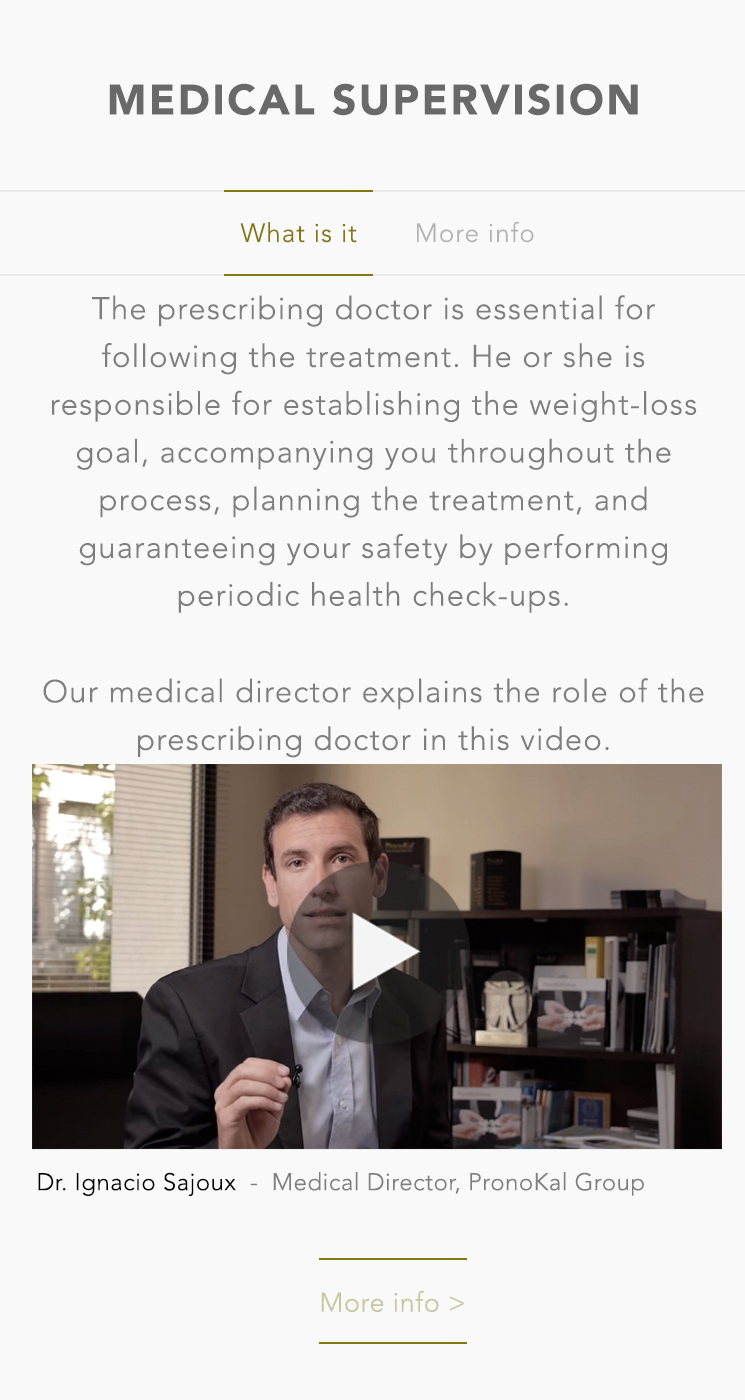 MEDICAL SUPERVISION
What is it More info
The prescribing doctor is essential for
following the treatment. He or she is
responsible for establishing the weight-loss
goal, accompanying you throughout the
process, planning the treatment, and
guaranteeing your safety by performing
periodic health check-ups.
Our medical director explains the role of the
prescribing doctor in this video.
PronoKal
Dr. Ignacio Sajoux - Medical Director, PronoKal Group
More info >